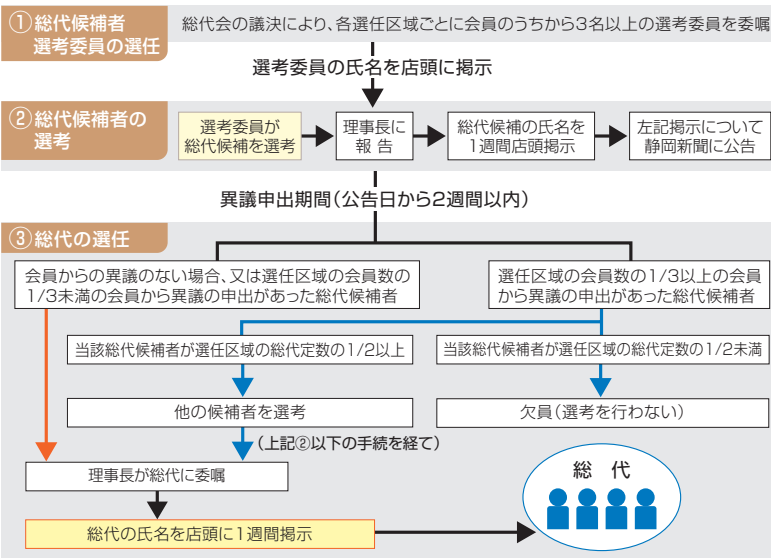 ①総代候補者
選考委員の選任
総代会の議決により、各選任区域ごとに会員のうちから3名以上の選考委員を委嘱
選考委員の氏名を店頭に掲示
②総代候補者の
選考
選考委員が
総代候補を選考
理事長に
報 告
総代候補の氏名を
1週間店頭掲示
左記掲示について
静岡新聞に公告
異議申出期間(公告日から2週間以内)
③総代の選任
会員からの異議のない場合、又は選任区域の会員数の
1/3未満の会員から異議の申出があった総代候補者
選任区域の会員数の1/3以上の会員
から異議の申出があった総代候補者
当該総代候補者が選任区域の総代定数の1/2以上
当該総代候補者が選任区域の総代定数の1/2未満
他の候補者を選考
欠員(選考を行わない)
(上記②以下の手続を経て)
理事長が総代に委嘱
総 代
総代の氏名を店頭に1週間掲示